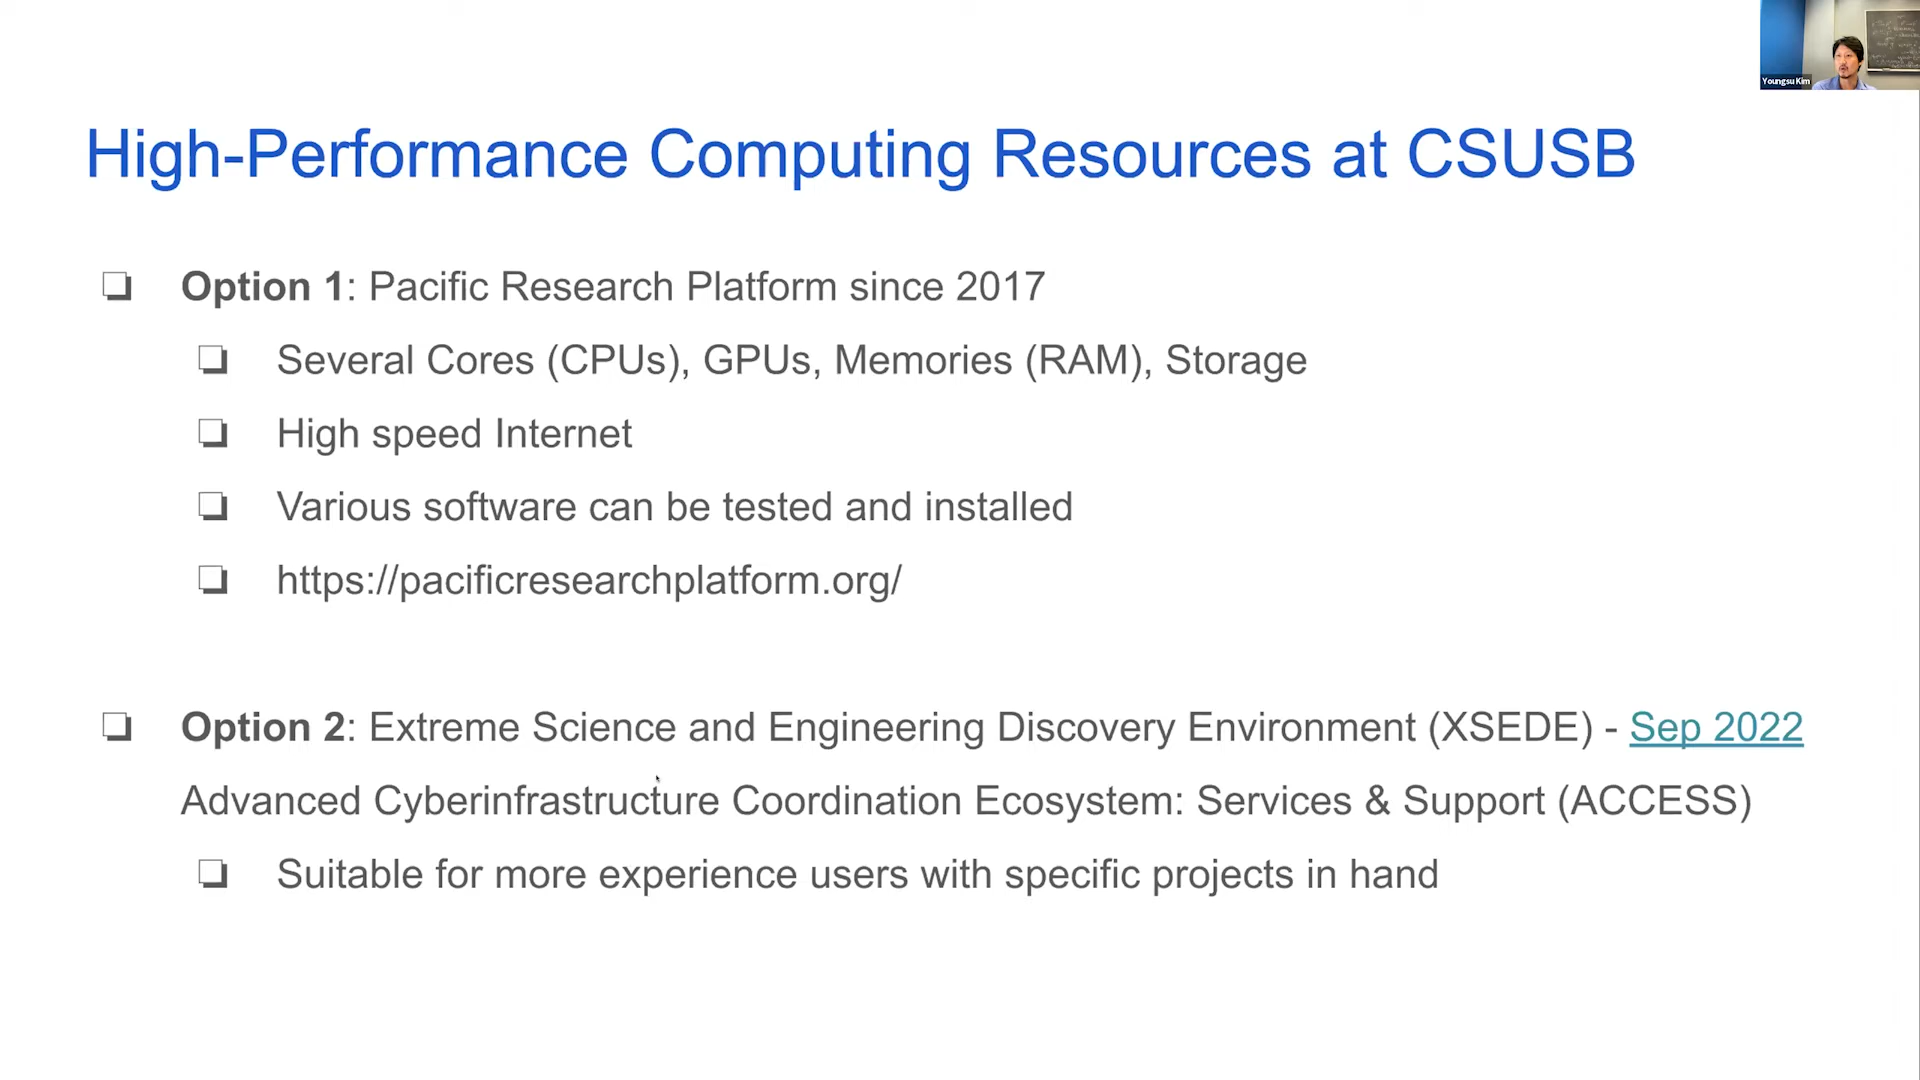 Youngsu Kim
High-Performance Computing Resources at CSUSB
Option 1: Pacific Research Platform since 2017
Several Cores (CPUs), GPUs, Memories (RAM), Storage
High speed Internet
Various software can be tested and installed
https://pacificresearchplatform.org/
Option 2: Extreme Science and Engineering Discovery Environment (XSEDE) - Sep 2022
Advanced Cyberinfrastructure Coordination Ecosystem: Services & Support (ACCESS)
Suitable for more experience users with specific projects in hand